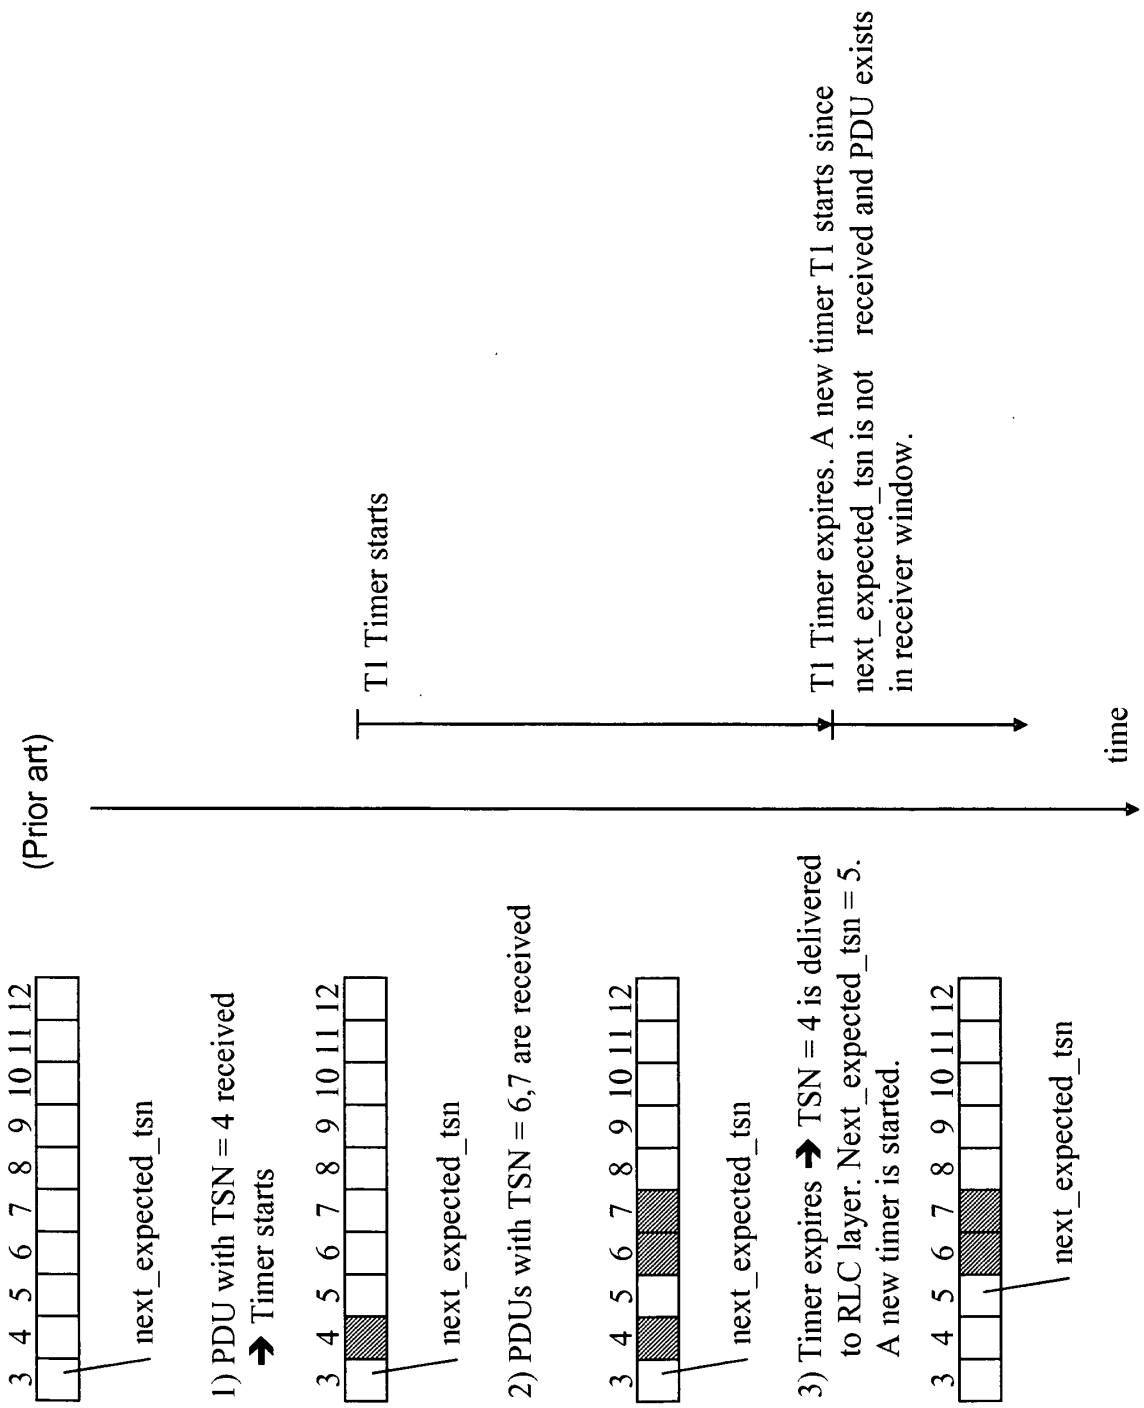 (Prior art)
3 4 5 6 7 8 9 10 11 12
next_expected_tsn
1) PDU with TSN = 4 received
➔ Timer starts
3 4 5 6 7 8 9 10 11 12
next_expected_tsn
2) PDUs with TSN = 6,7 are received
3 4 5 6 7 8 9 10 11 12
next_expected_tsn
3) Timer expires ➔ TSN = 4 is delivered
to RLC layer. Next_expected_tsn = 5.
A new timer is started.
3 4 5 6 7 8 9 10 11 12
next_expected_tsn
T1 Timer starts
T1 Timer expires. A new timer T1 starts since
next_expected_tsn is not received and PDU exists
in receiver window.
time